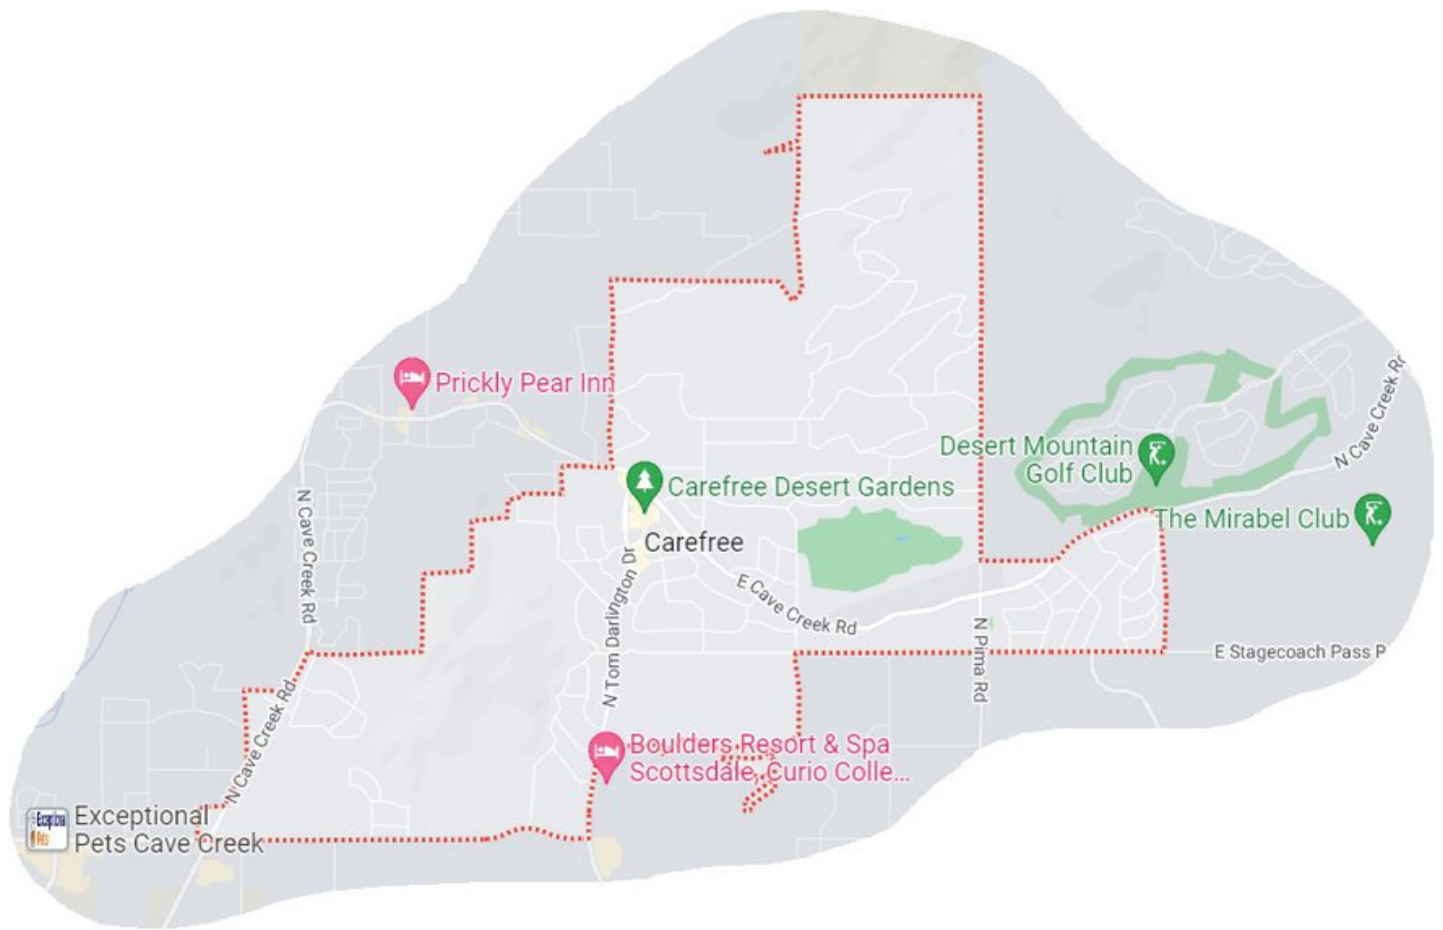 Prickly Pear Inn
Desert Mountain
Golf Club
N Cave Creek Rd
Carefree Desert Gardens
The Mirabel Club
N Cave Creek Rd
Carefree
E Cave Creek Rd
N Tom Darlington Dr
N Pima Rd
E Stagecoach Pass P
N Cave Creek Rd
Boulders Resort & Spa
Scottsdale, Curio Colle...
Exceptional
Pets Cave Creek